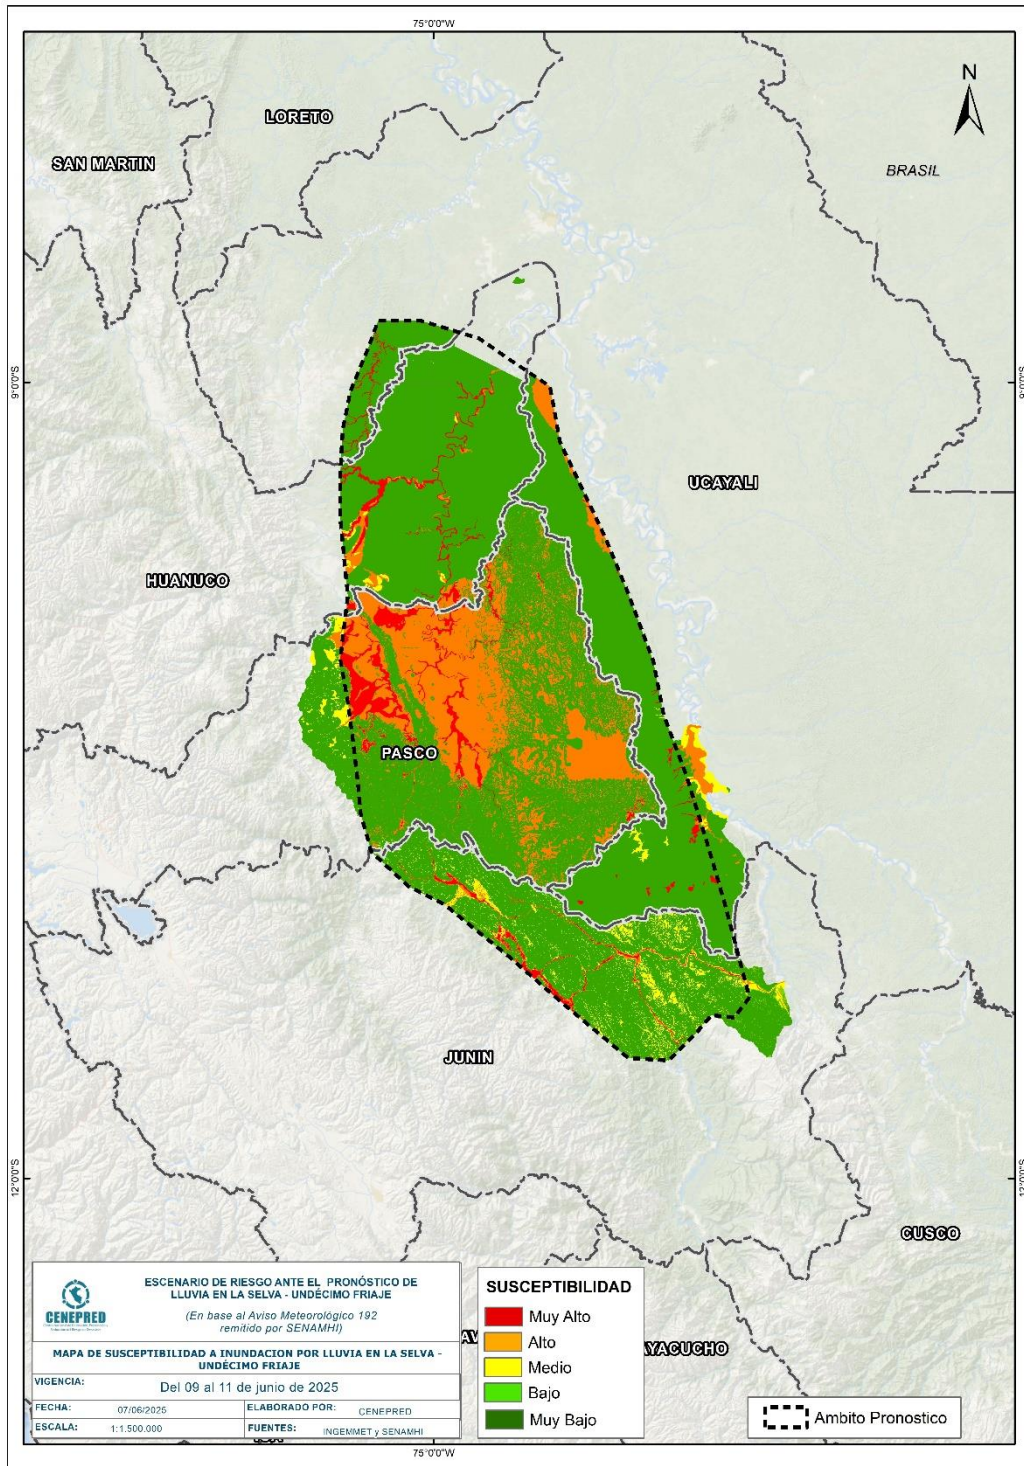 75°0'0"W
N
LORETO
SAN MARTIN
BRASIL
9°0'0"S
9°0'0"S
UCAYALI
HUANUCO
PASCO
JUNIN
12°0'0"S
12°0'0"S
CUSCO
YACUCHO
CENEPRED
ESCENARIO DE RIESGO ANTE EL PRONÓSTICO DE
LLUVIA EN LA SELVA - UNDÉCIMO FRIAJE
(En base al Aviso Meteorológico 192
remitido por SENAMHI)
MAPA DE SUSCEPTIBILIDAD A INUNDACION POR LLUVIA EN LA SELVA -
UNDÉCIMO FRIAJE
VIGENCIA: Del 09 al 11 de junio de 2025
FECHA: 07/06/2025 ELABORADO POR: CENEPRED
ESCALA: 1:1.500.000 FUENTES: INGEMMET y SENAMHI
SUSCEPTIBILIDAD
Muy Alto
Alto
Medio
Bajo
Muy Bajo
Ambito Pronostico
75°0'0"W